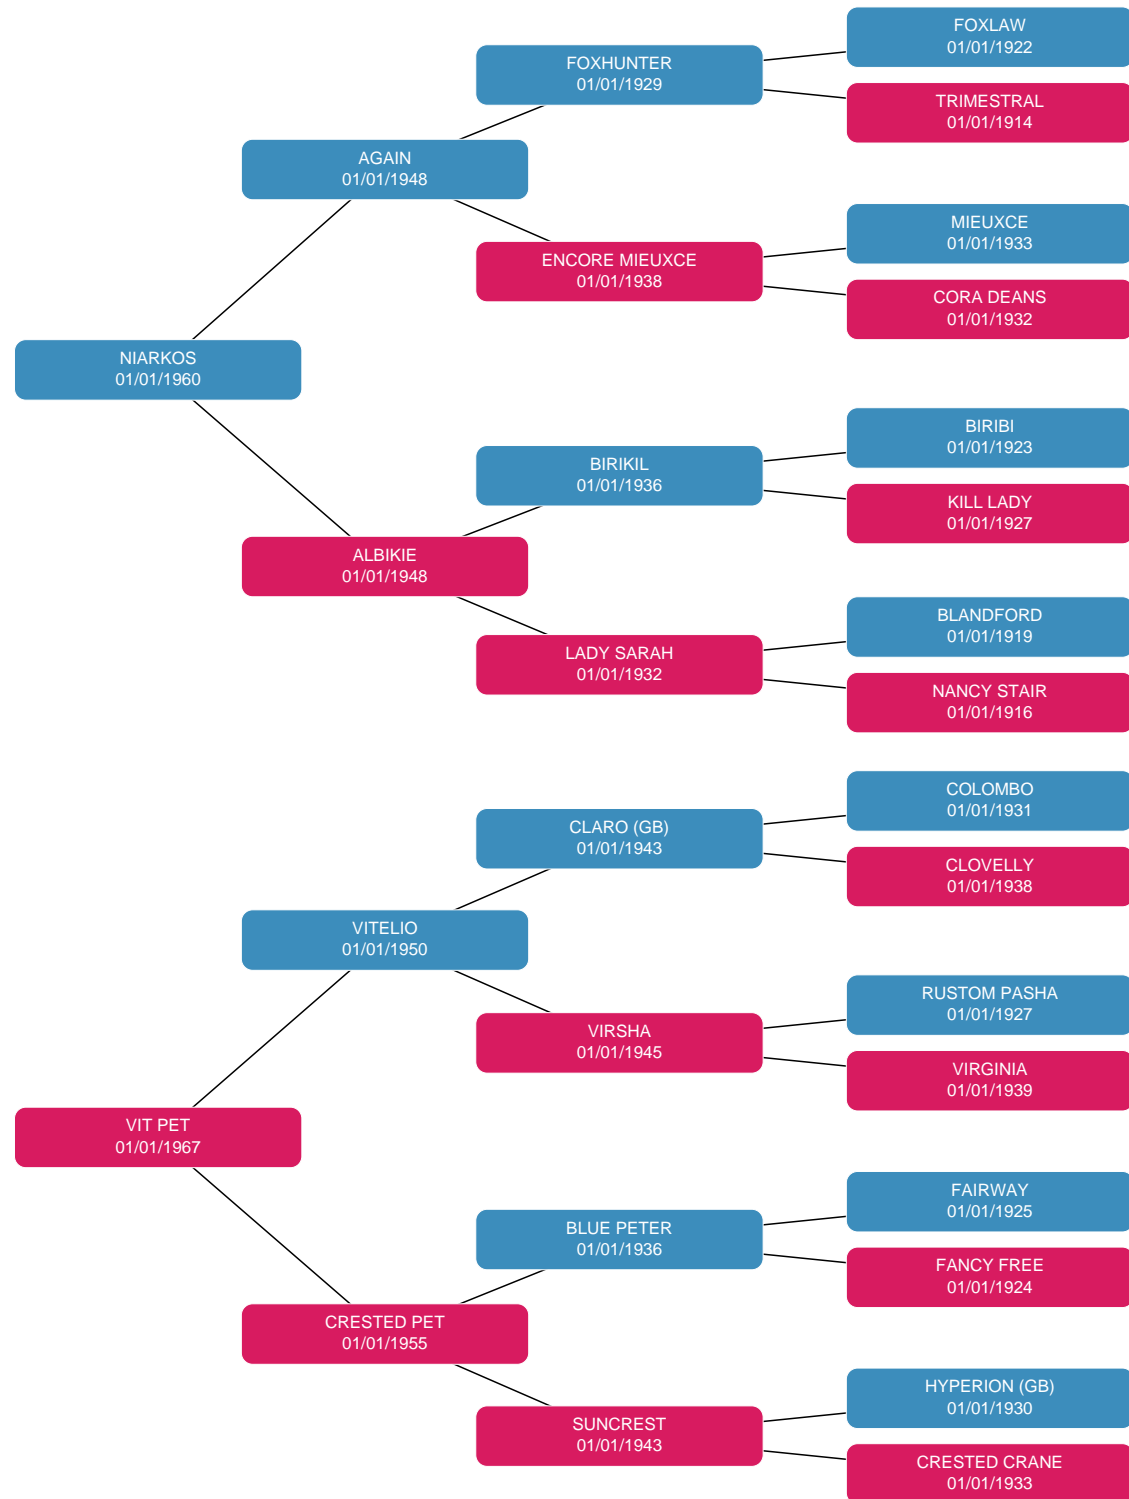 FOXLAW
01/01/1922
FOXHUNTER
01/01/1929
TRIMESTRAL
01/01/1914
AGAIN
01/01/1948
MIEUXCE
01/01/1933
ENCORE MIEUXCE
01/01/1938
CORA DEANS
01/01/1932
NIARKOS
01/01/1960
BIRIBI
01/01/1923
BIRIKIL
01/01/1936
KILL LADY
01/01/1927
ALBIKIE
01/01/1948
BLANDFORD
01/01/1919
LADY SARAH
01/01/1932
NANCY STAIR
01/01/1916
COLOMBO
01/01/1931
CLARO (GB)
01/01/1943
CLOVELLY
01/01/1938
VITELIO
01/01/1950
RUSTOM PASHA
01/01/1927
VIRSHA
01/01/1945
VIRGINIA
01/01/1939
VIT PET
01/01/1967
FAIRWAY
01/01/1925
BLUE PETER
01/01/1936
FANCY FREE
01/01/1924
CRESTED PET
01/01/1955
HYPERION (GB)
01/01/1930
SUNCREST
01/01/1943
CRESTED CRANE
01/01/1933